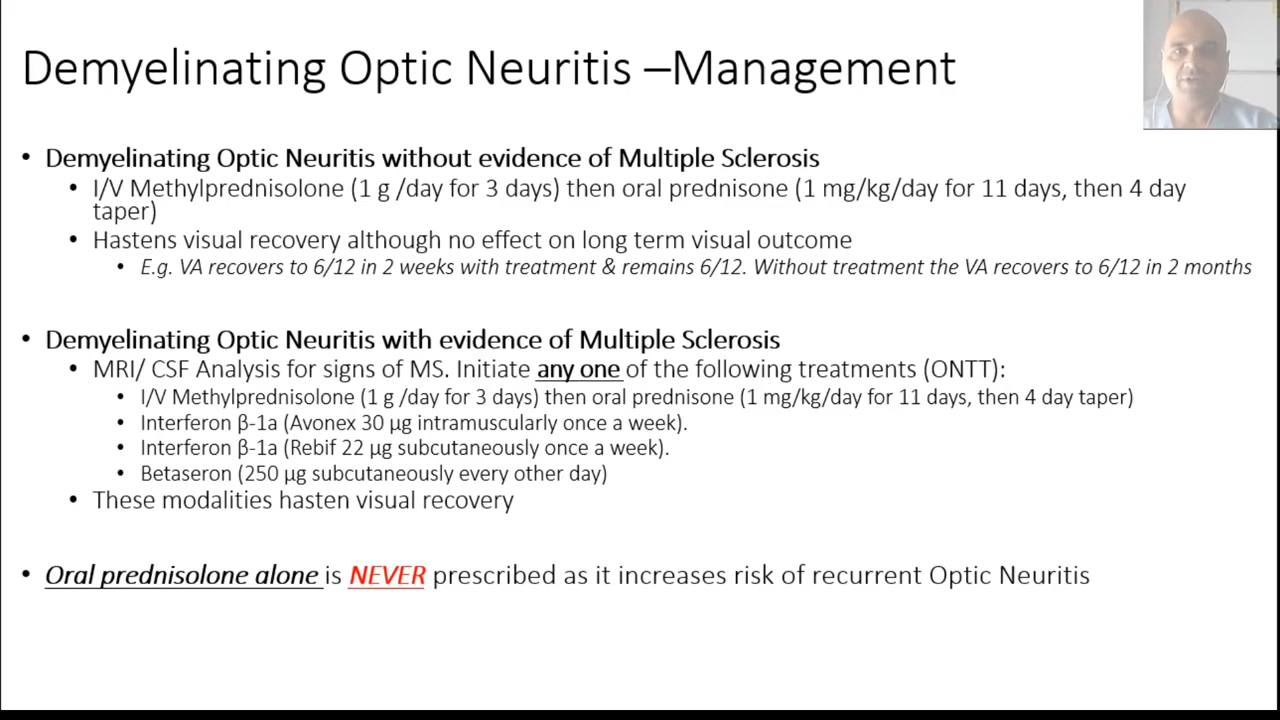 Demyelinating Optic Neuritis –Management
• Demyelinating Optic Neuritis without evidence of Multiple Sclerosis
• I/V Methylprednisolone (1 g /day for 3 days) then oral prednisone (1 mg/kg/day for 11 days, then 4 day
taper)
• Hastens visual recovery although no effect on long term visual outcome
• E.g. VA recovers to 6/12 in 2 weeks with treatment & remains 6/12. Without treatment the VA recovers to 6/12 in 2 months
• Demyelinating Optic Neuritis with evidence of Multiple Sclerosis
• MRI/ CSF Analysis for signs of MS. Initiate any one of the following treatments (ONTT):
• I/V Methylprednisolone (1 g /day for 3 days) then oral prednisone (1 mg/kg/day for 11 days, then 4 day taper)
• Interferon β-1a (Avonex 30 μg intramuscularly once a week).
• Interferon β-1a (Rebif 22 μg subcutaneously once a week).
• Betaseron (250 μg subcutaneously every other day)
• These modalities hasten visual recovery
• Oral prednisolone alone is NEVER prescribed as it increases risk of recurrent Optic Neuritis